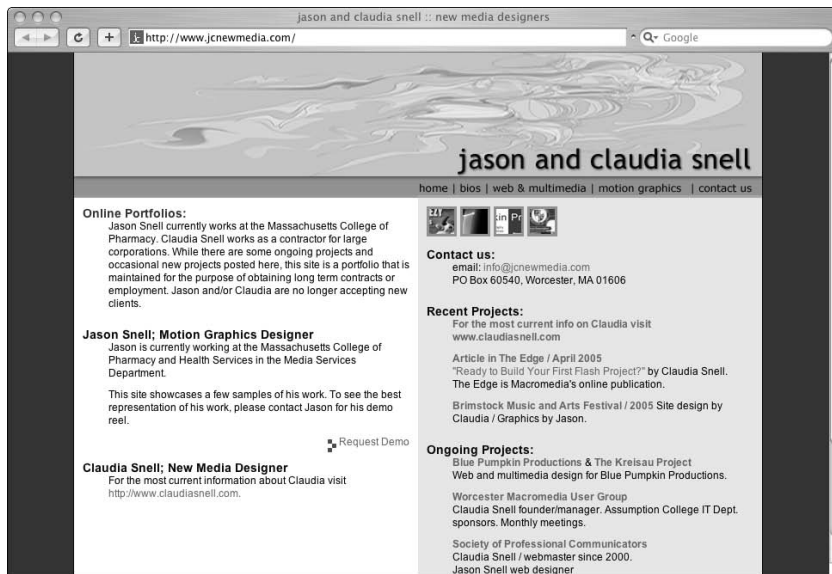 jason and claudia snell :: new media designers
http://www.jcnewmedia.com/
Google
jason and claudia snell
home | bios | web & multimedia | motion graphics | contact us
Online Portfolios:
Jason Snell currently works at the Massachusetts College of
Pharmacy. Claudia Snell works as a contractor for large
corporations. While there are some ongoing projects and
occasional new projects posted here, this site is a portfolio that is
maintained for the purpose of obtaining long term contracts or
employment. Jason and/or Claudia are no longer accepting new
clients.
Jason Snell; Motion Graphics Designer
Jason is currently working at the Massachusetts College of
Pharmacy and Health Services in the Media Services
Department.
This site showcases a few samples of his work. To see the best
representation of his work, please contact Jason for his demo
reel.
Request Demo
Claudia Snell; New Media Designer
For the most current information about Claudia visit
http://www.claudiasnell.com.
Contact us:
email: info@jcnewmedia.com
PO Box 60540, Worcester, MA 01606
Recent Projects:
For the most current info on Claudia visit
www.claudiasnell.com
Article in The Edge / April 2005
"Ready to Build Your First Flash Project?" by Claudia Snell.
The Edge is Macromedia's online publication.
Brimstock Music and Arts Festival / 2005 Site design by
Claudia / Graphics by Jason.
Ongoing Projects:
Blue Pumpkin Productions & The Kreisau Project
Web and multimedia design for Blue Pumpkin Productions.
Worcester Macromedia User Group
Claudia Snell founder/manager. Assumption College IT Dept.
sponsors. Monthly meetings.
Society of Professional Communicators
Claudia Snell / webmaster since 2000.
Jason Snell web designer